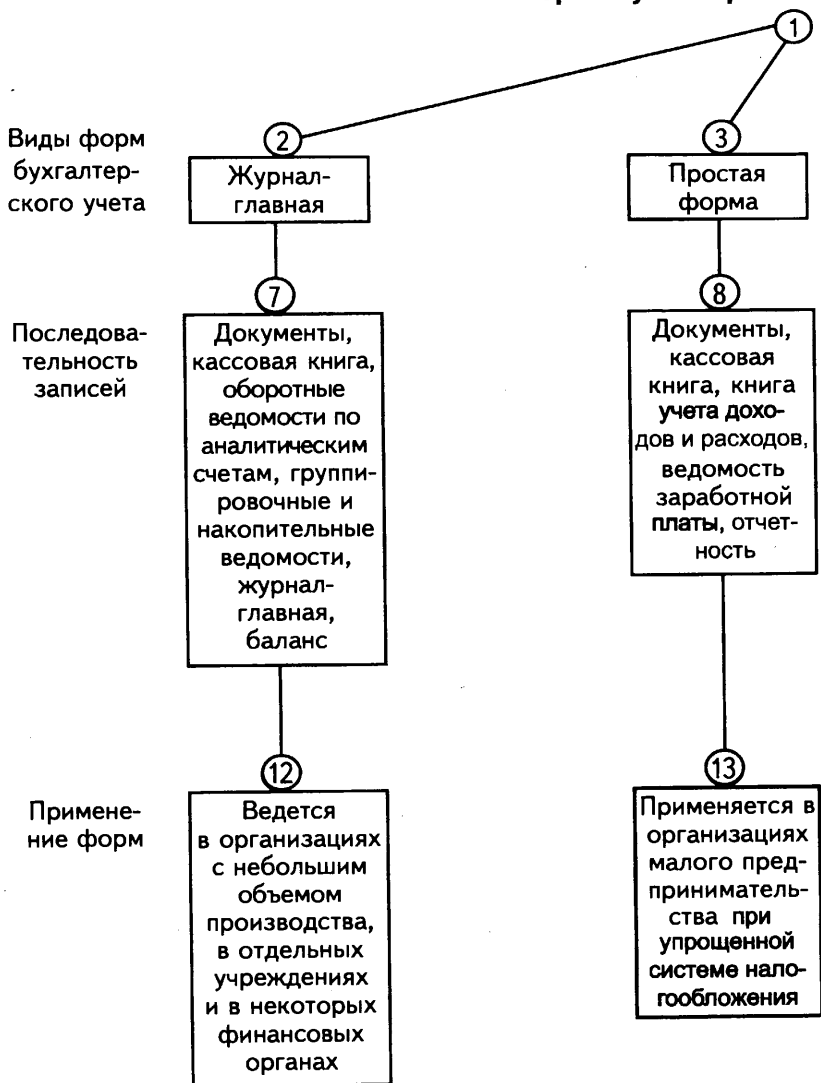 1
Виды форм
бухгалтер-
ского учета
2
Журнал-
главная
3
Простая
форма
Последова-
тельность
записей
7
Документы,
кассовая книга,
оборотные
ведомости по
аналитическим
счетам, группи-
ровочные и
накопительные
ведомости,
журнал-
главная,
баланс
8
Документы,
кассовая
книга, книга
учета дохо-
дов и расходов,
ведомость
заработной
платы, отчет-
ность
Примене-
ние форм
12
Ведется
в организациях
с небольшим
объемом
производства,
в отдельных
учреждениях
и в некоторых
финансовых
органах
13
Применяется в
организациях
малого пред-
приниматель-
ства при
упрощенной
системе нало-
гообложения